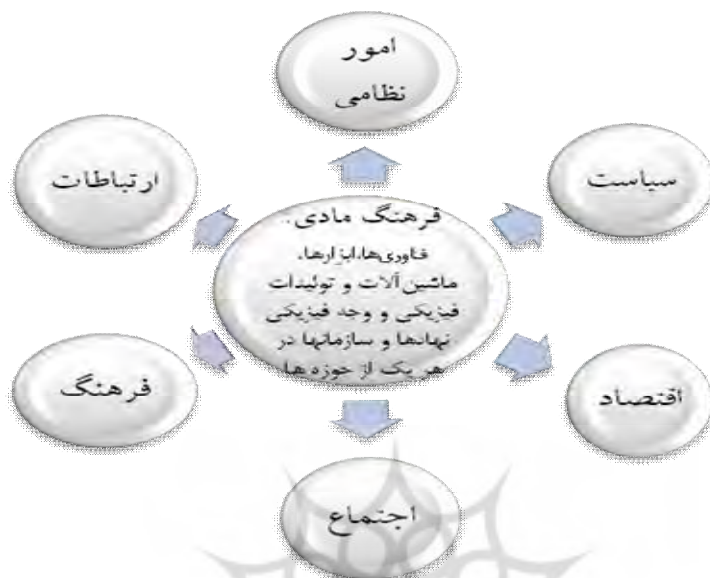 امور
نظامی
سیاست
ارتباطات
فرهنگ مادی.
فناوری‌ها،ابزارها،
ماشین آلات و تولیدات
فیزیکی و وجه فیزیکی
نهادها و سازمانها در
هر یک از حوزه ها
اقتصاد
فرهنگ
اجتماع